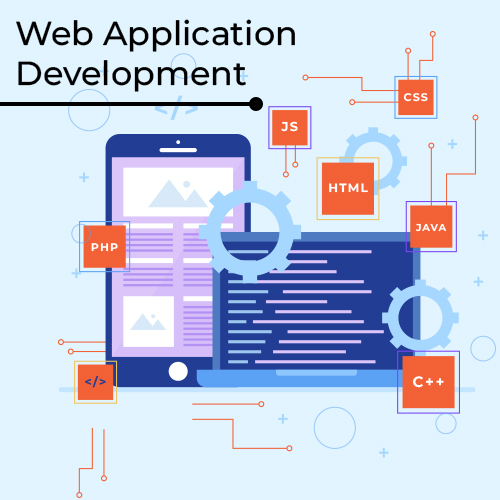 Web Application
Development
</>
CSS
JS
HTML
JAVA
PHP
</>
C++